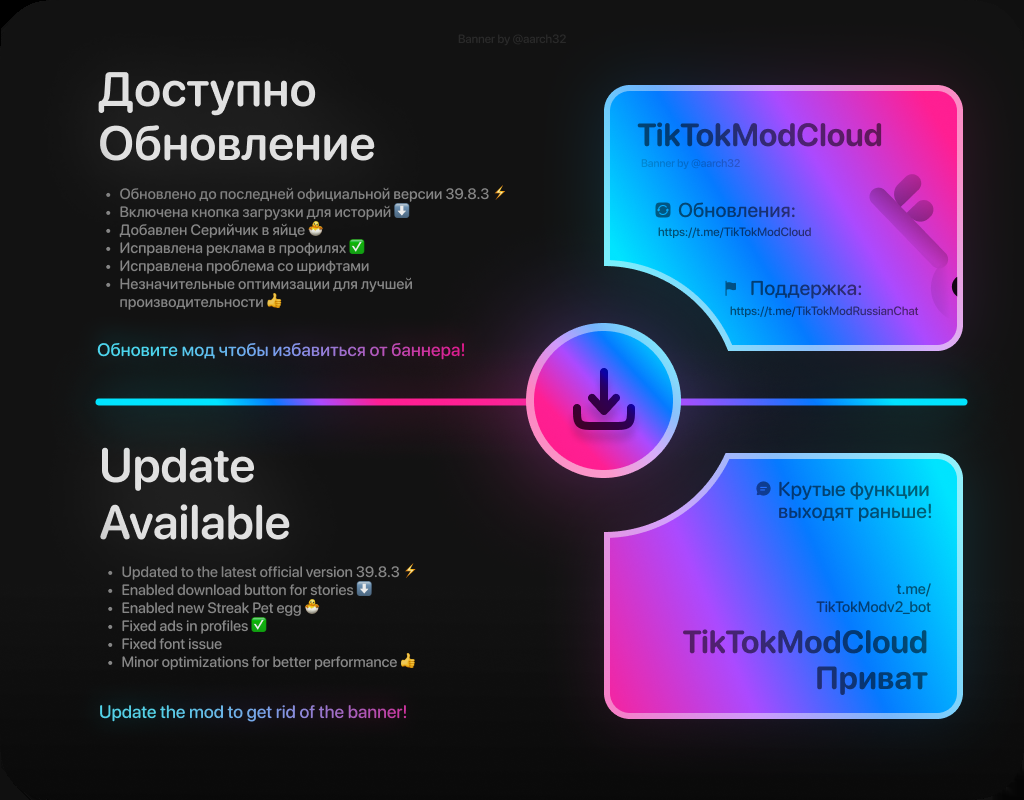 Banner by @aarch32
Доступно
Обновление
• Обновлено до последней официальной версии 39.8.3 ⚡
• Включена кнопка загрузки для историй ⬇️
• Добавлен Серийчик в яйце 🐣
• Исправлена реклама в профилях ✅
• Исправлена проблема со шрифтами
• Незначительные оптимизации для лучшей
производительности 👍
Обновите мод чтобы избавиться от баннера!
TikTokModCloud
Banner by @aarch32
Обновления:
https://t.me/TikTokModCloud
Поддержка:
https://t.me/TikTokModRussianChat
Update
Available
• Updated to the latest official version 39.8.3 ⚡
• Enabled download button for stories ⬇️
• Enabled new Streak Pet egg 🐣
• Fixed ads in profiles ✅
• Fixed font issue
• Minor optimizations for better performance 👍
Update the mod to get rid of the banner!
Крутые функции
выходят раньше!
t.me/
TikTokModv2_bot
TikTokModCloud
Приват